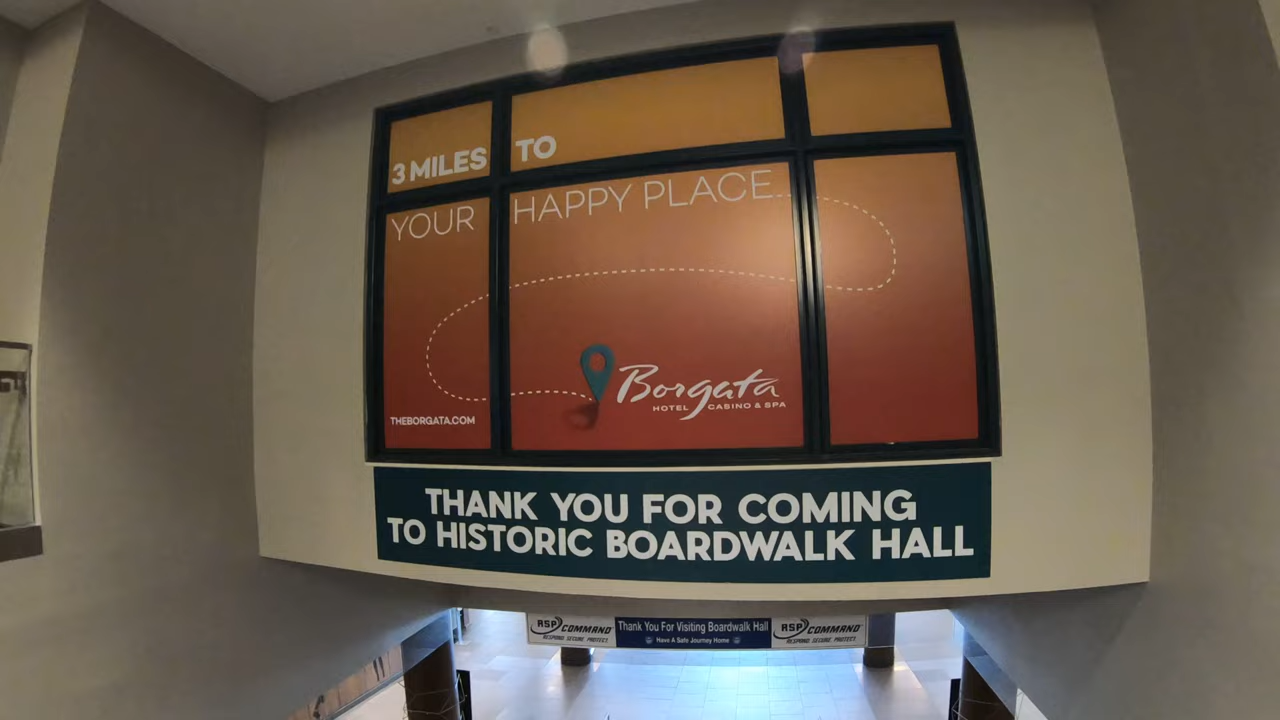 3 MILES TO
YOUR HAPPY PLACE...
Borgata
HOTEL CASINO & SPA
THEBORGATA.COM
THANK YOU FOR COMING
TO HISTORIC BOARDWALK HALL
RSP COMMAND
RESPOND. SECURE. PROTECT.
Thank You For Visiting Boardwalk Hall
Have A Safe Journey Home
RSP COMMAND
RESPOND. SECURE. PROTECT.